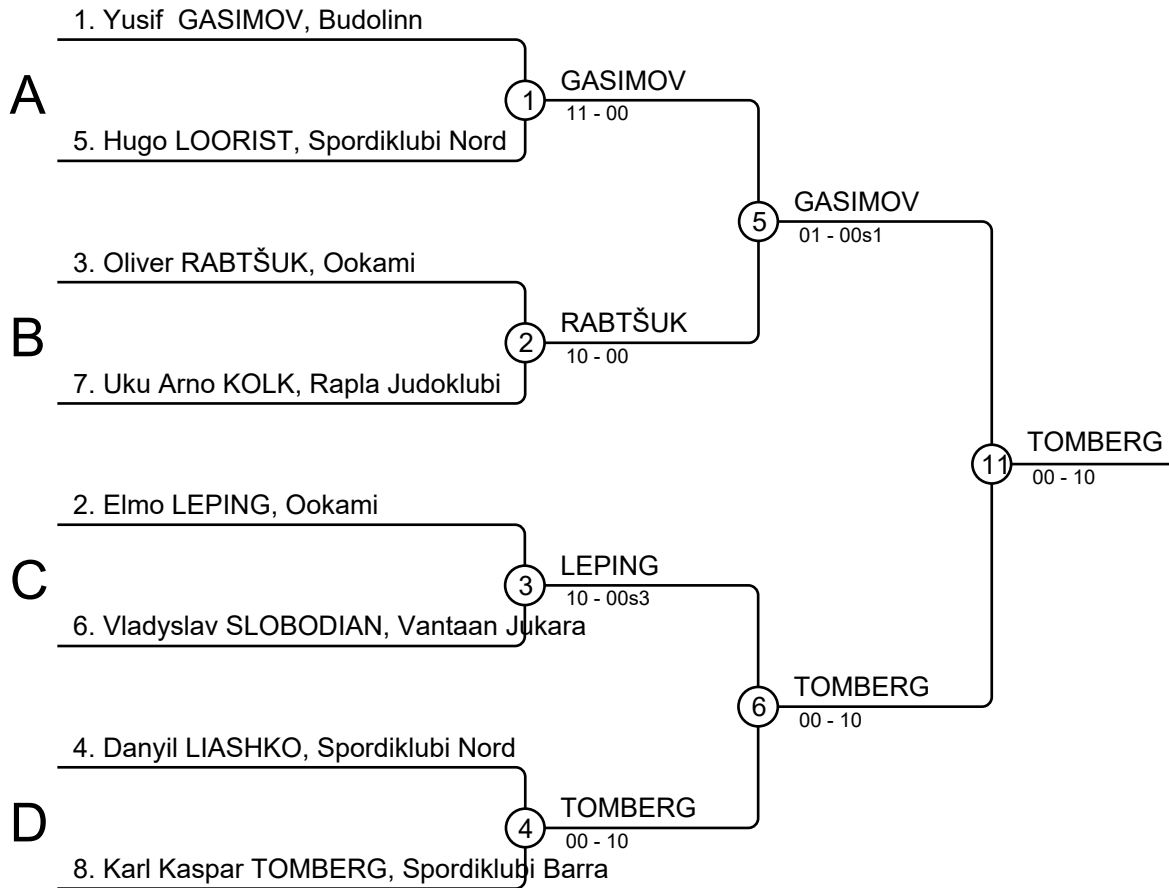 1. Yusif  GASIMOV, Budolinn
A
1
GASIMOV
11 - 00
5. Hugo LOORIST, Spordiklubi Nord
5
GASIMOV
01 - 00s1
3. Oliver RABTŠUK, Ookami
B
2
RABTŠUK
10 - 00
7. Uku Arno KOLK, Rapla Judoklubi
11
TOMBERG
00 - 10
2. Elmo LEPING, Ookami
C
3
LEPING
10 - 00s3
6. Vladyslav SLOBODIAN, Vantaan Jukara
6
TOMBERG
00 - 10
4. Danyil LIASHKO, Spordiklubi Nord
D
4
TOMBERG
00 - 10
8. Karl Kaspar TOMBERG, Spordiklubi Barra